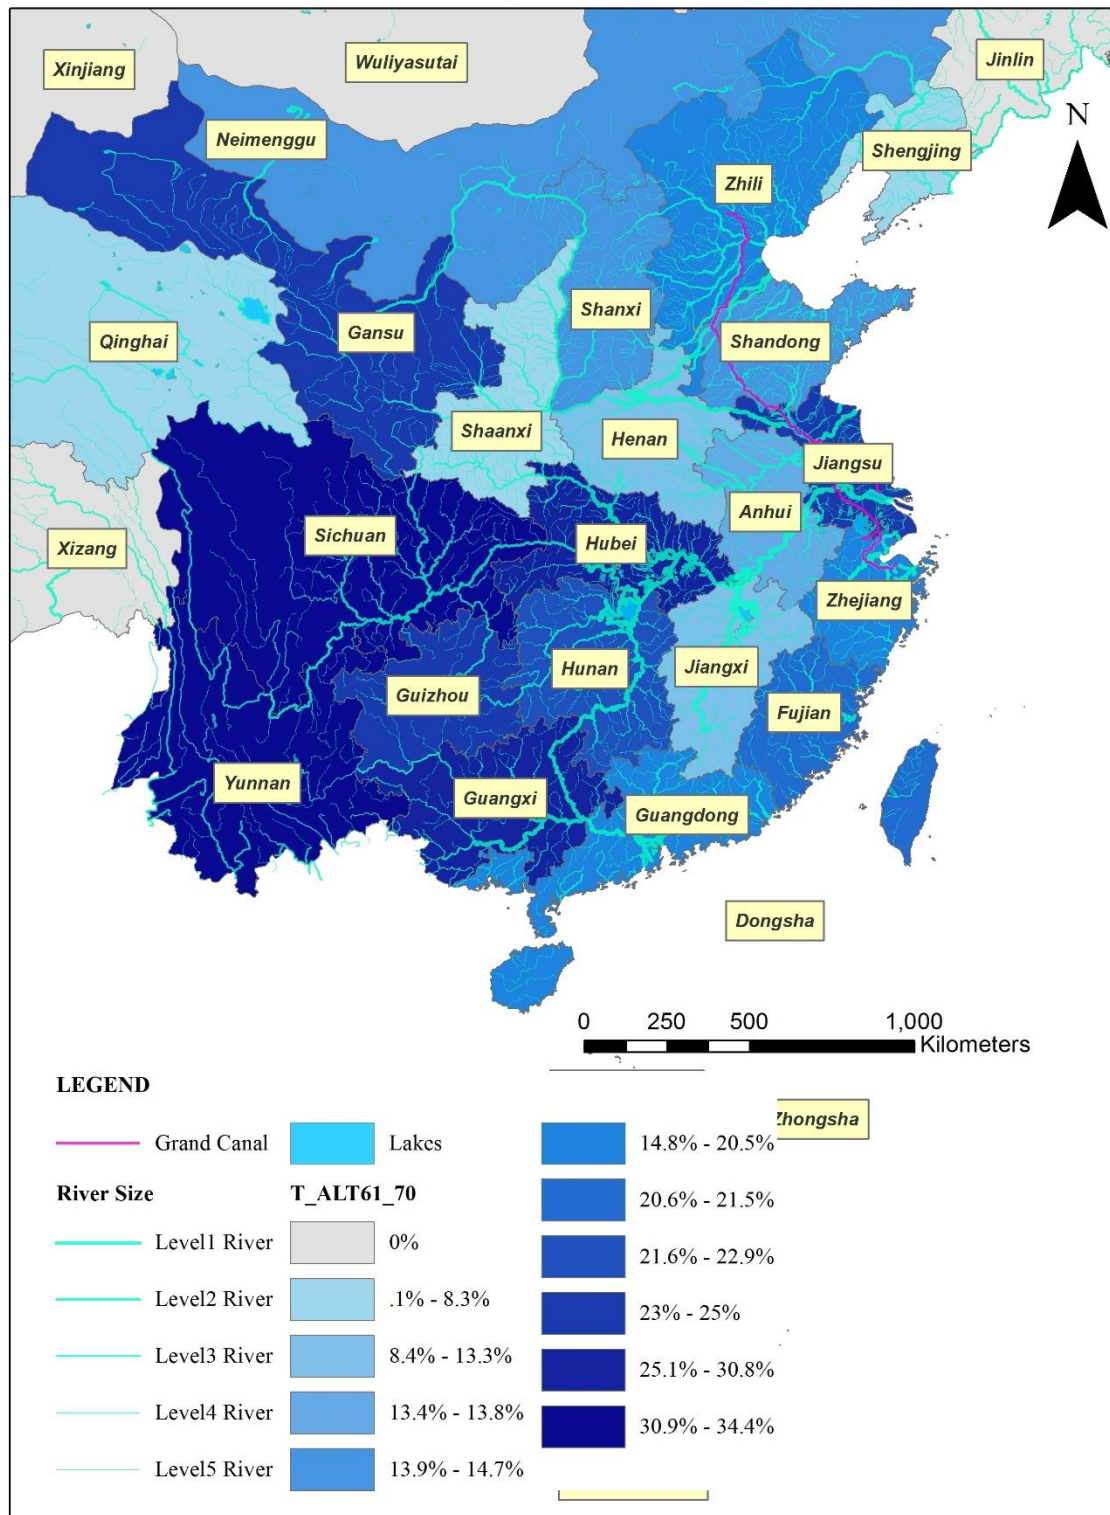 Xinjiang
Wuliyasutai
Jinlin
Neimenggu
Shengjing
N
Zhili
Qinghai
Gansu
Shanxi
Shandong
Shaanxi
Henan
Jiangsu
Xizang
Sichuan
Hubei
Anhui
Zhejiang
Guizhou
Hunan
Jiangxi
Fujian
Yunnan
Guangxi
Guangdong
Dongsha
0 250 500 1,000
Kilometers
LEGEND
Zhongsha
Grand Canal
Lakes
14.8% - 20.5%
River Size
T_ALT61_70
20.6% - 21.5%
Level1 River
0%
21.6% - 22.9%
Level2 River
.1% - 8.3%
23% - 25%
Level3 River
8.4% - 13.3%
25.1% - 30.8%
Level4 River
13.4% - 13.8%
30.9% - 34.4%
Level5 River
13.9% - 14.7%